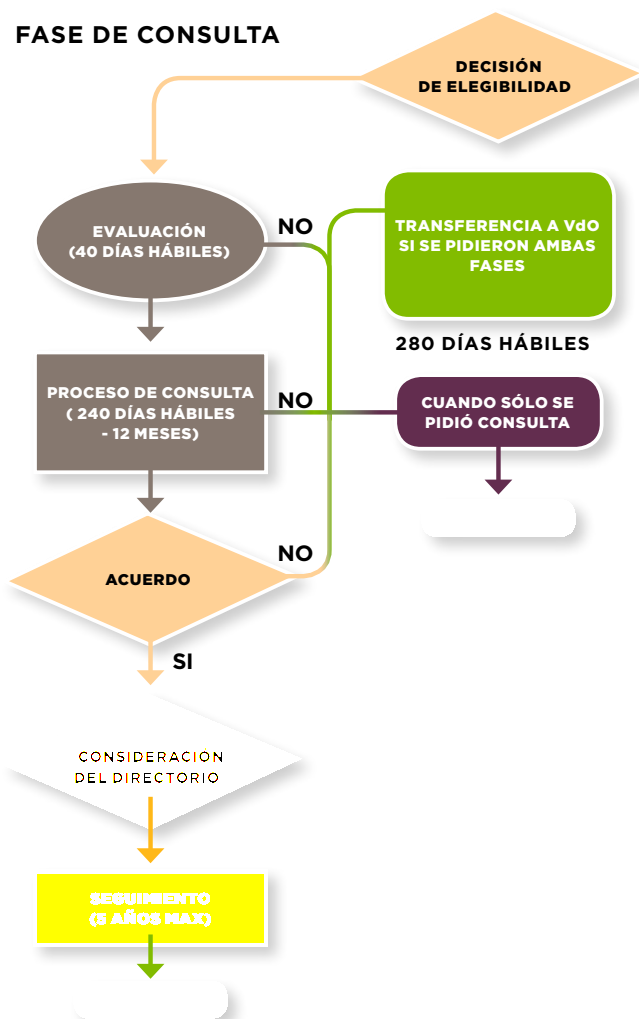 FASE DE CONSULTA
DECISIÓN
DE ELEGIBILIDAD
EVALUACIÓN
(40 DÍAS HÁBILES)
NO
TRANSFERENCIA A VdO
SI SE PIDIERON AMBAS
FASES
280 DÍAS HÁBILES
PROCESO DE CONSULTA
( 240 DÍAS HÁBILES
- 12 MESES)
NO
CUANDO SÓLO SE
PIDIÓ CONSULTA
NO
ACUERDO
SI
CONSIDERACIÓN
DEL DIRECTORIO
SEGUIMIENTO
(5 AÑOS MAX)